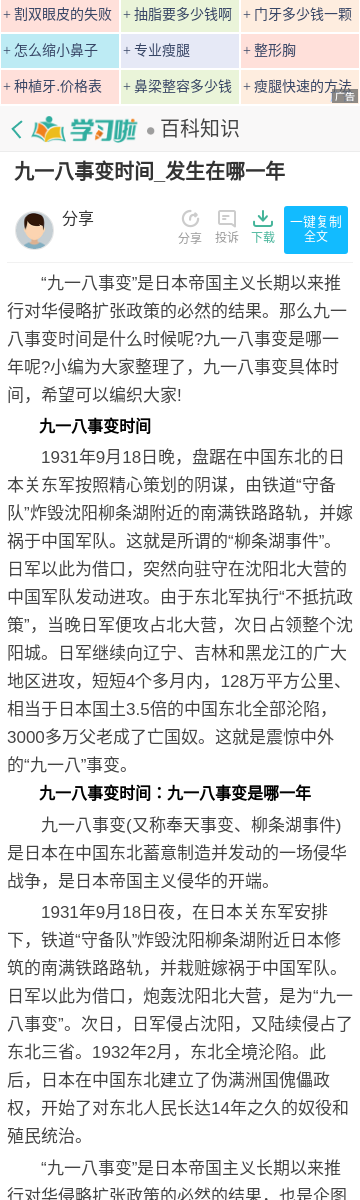 + 割双眼皮的失败
+ 抽脂要多少钱啊
+ 门牙多少钱一颗
+ 怎么缩小鼻子
+ 专业瘦腿
+ 整形胸
+ 种植牙.价格表
+ 鼻梁整容多少钱
+ 瘦腿快速的方法
广告
学习啦
百科知识
九一八事变时间_发生在哪一年
分享
分享
投诉
下载
一键复制
全文
“九一八事变”是日本帝国主义长期以来推
行对华侵略扩张政策的必然的结果。那么九一
八事变时间是什么时候呢?九一八事变是哪一
年呢?小编为大家整理了，九一八事变具体时
间，希望可以编织大家!
九一八事变时间
1931年9月18日晚，盘踞在中国东北的日
本关东军按照精心策划的阴谋，由铁道“守备
队”炸毁沈阳柳条湖附近的南满铁路路轨，并嫁
祸于中国军队。这就是所谓的“柳条湖事件”。
日军以此为借口，突然向驻守在沈阳北大营的
中国军队发动进攻。由于东北军执行“不抵抗政
策”，当晚日军便攻占北大营，次日占领整个沈
阳城。日军继续向辽宁、吉林和黑龙江的广大
地区进攻，短短4个多月内，128万平方公里、
相当于日本国土3.5倍的中国东北全部沦陷，
3000多万父老成了亡国奴。这就是震惊中外
的“九一八”事变。
九一八事变时间：九一八事变是哪一年
九一八事变(又称奉天事变、柳条湖事件)
是日本在中国东北蓄意制造并发动的一场侵华
战争，是日本帝国主义侵华的开端。
1931年9月18日夜，在日本关东军安排
下，铁道“守备队”炸毁沈阳柳条湖附近日本修
筑的南满铁路路轨，并栽赃嫁祸于中国军队。
日军以此为借口，炮轰沈阳北大营，是为“九一
八事变”。次日，日军侵占沈阳，又陆续侵占了
东北三省。1932年2月，东北全境沦陷。此
后，日本在中国东北建立了伪满洲国傀儡政
权，开始了对东北人民长达14年之久的奴役和
殖民统治。
“九一八事变”是日本帝国主义长期以来推
行对华侵略扩张政策的必然的结果，也是企图